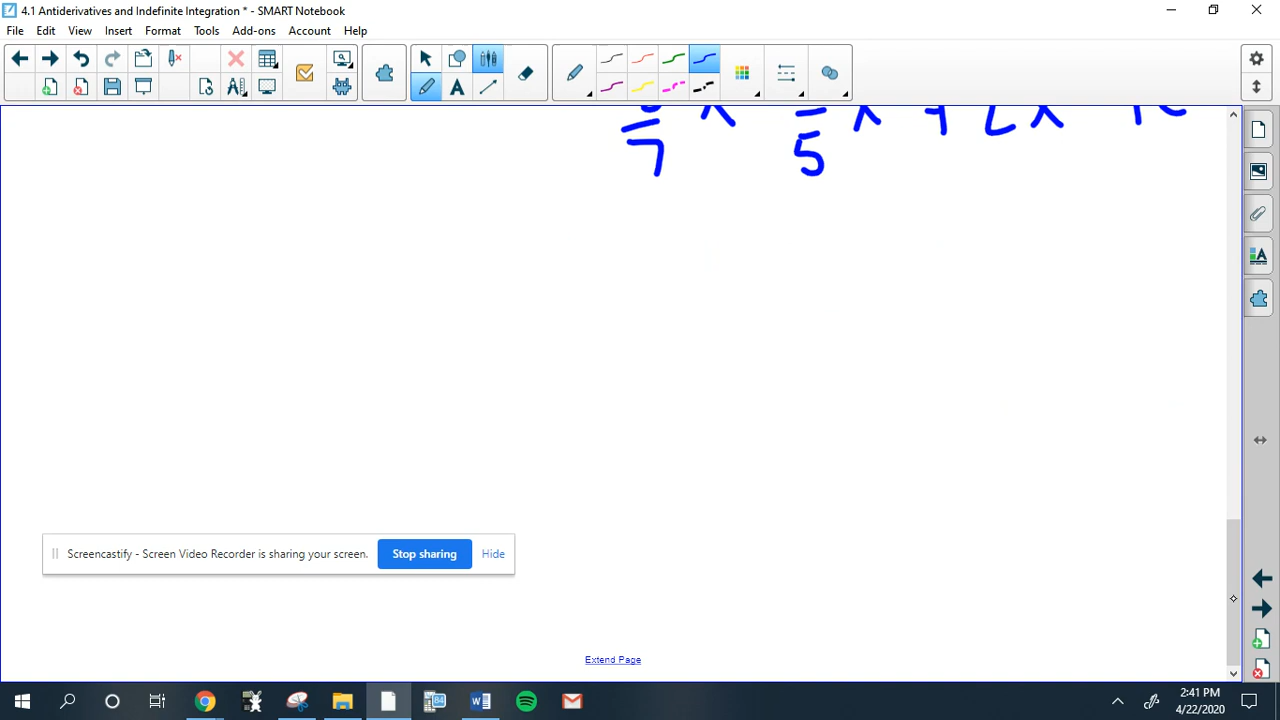 4.1 Antiderivatives and Indefinite Integration * - SMART Notebook
File Edit View Insert Format Tools Add-ons Account Help
7 5
Screencastify - Screen Video Recorder is sharing your screen. Stop sharing Hide
Extend Page
2:41 PM
4/22/2020